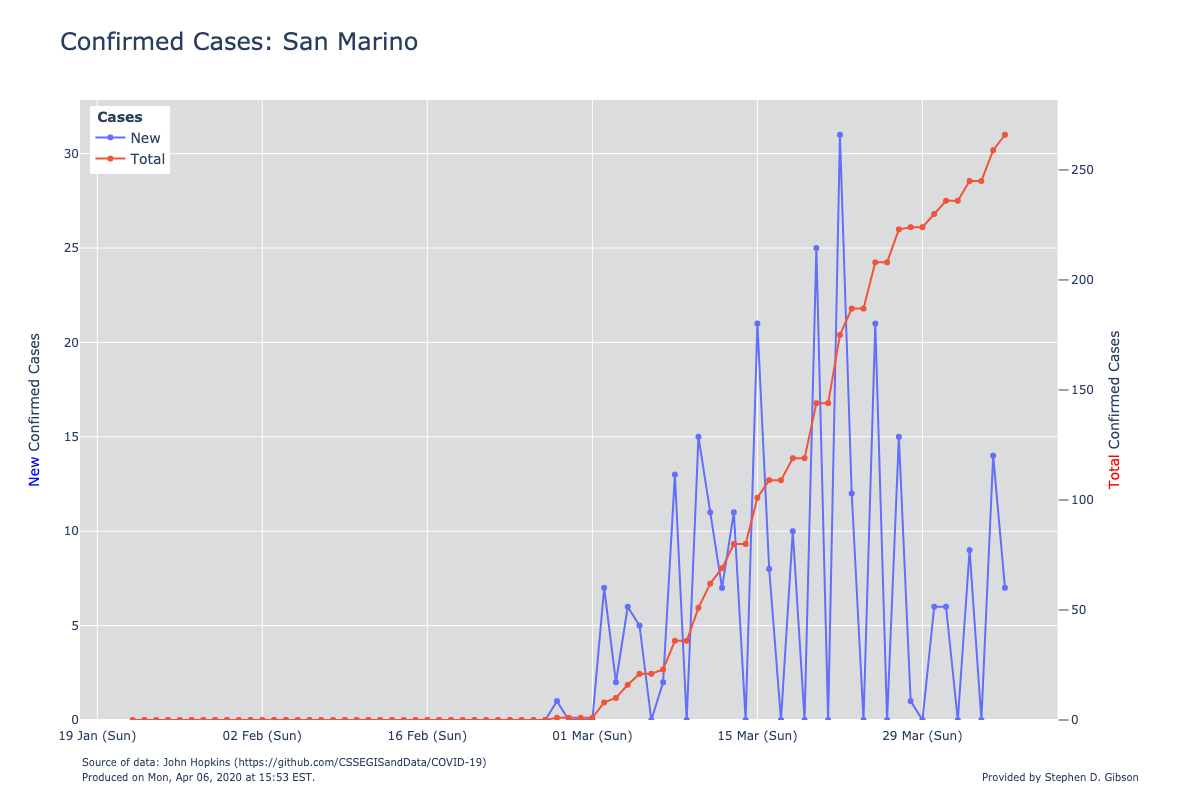 Confirmed Cases: San Marino
Cases
New
Total
30
25
20
15
10
5
0
250
200
150
100
50
0
New Confirmed Cases
Total Confirmed Cases
19 Jan (Sun) 02 Feb (Sun) 16 Feb (Sun) 01 Mar (Sun) 15 Mar (Sun) 29 Mar (Sun)
Source of data: John Hopkins (https://github.com/CSSEGISandData/COVID-19)
Produced on Mon, Apr 06, 2020 at 15:53 EST.
Provided by Stephen D. Gibson